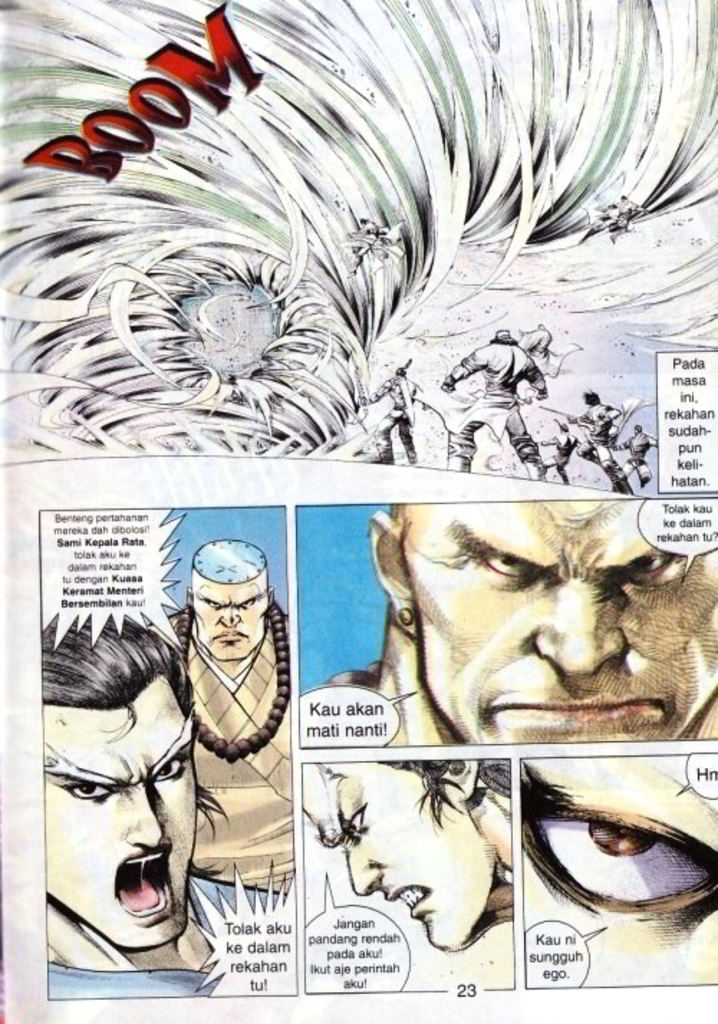 BOOM
Pada
masa
ini,
rekahan
sudah-
pun
keli-
hatan.
Benteng pertahanan
mereka dah dibolosi!
Sami Kepala Rata,
tolak aku ke
dalam rekahan
tu dengan Kuasa
Keramat Menteri
Bersembilan kau!
Tolak aku
ke dalam
rekahan
tu!
Tolak kau
ke dalam
rekahan tu?
Kau akan
mati nanti!
Jangan
pandang rendah
pada aku!
Ikut aje perintah
aku!
Hm
Kau ni
sungguh
ego.
23